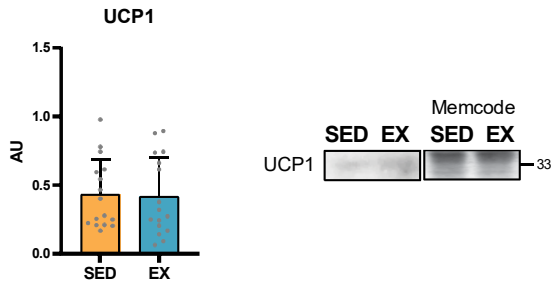 UCP1
1.5
1.0
0.5
0.0
AU
SED EX
Memcode
SED EX SED EX
UCP1
33